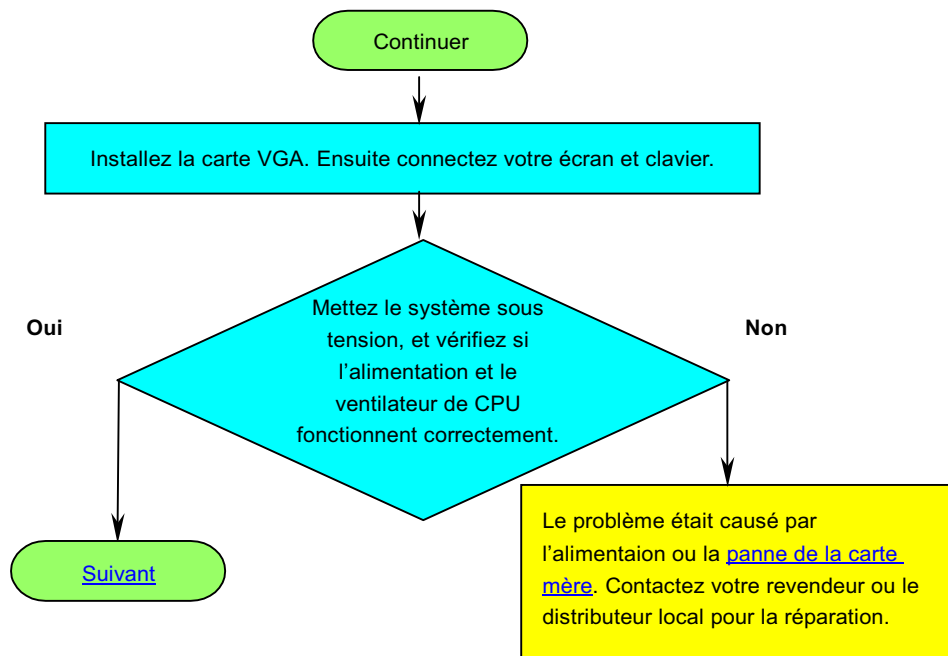 Continuer
Installez la carte VGA. Ensuite connectez votre écran et clavier.
Mettez le système sous
tension, et vérifiez si
l’alimentation et le
ventilateur de CPU
fonctionnent correctement.
Oui
Non
Suivant
Le problème était causé par
l’alimentaion ou la panne de la carte
mère. Contactez votre revendeur ou le
distributeur local pour la réparation.